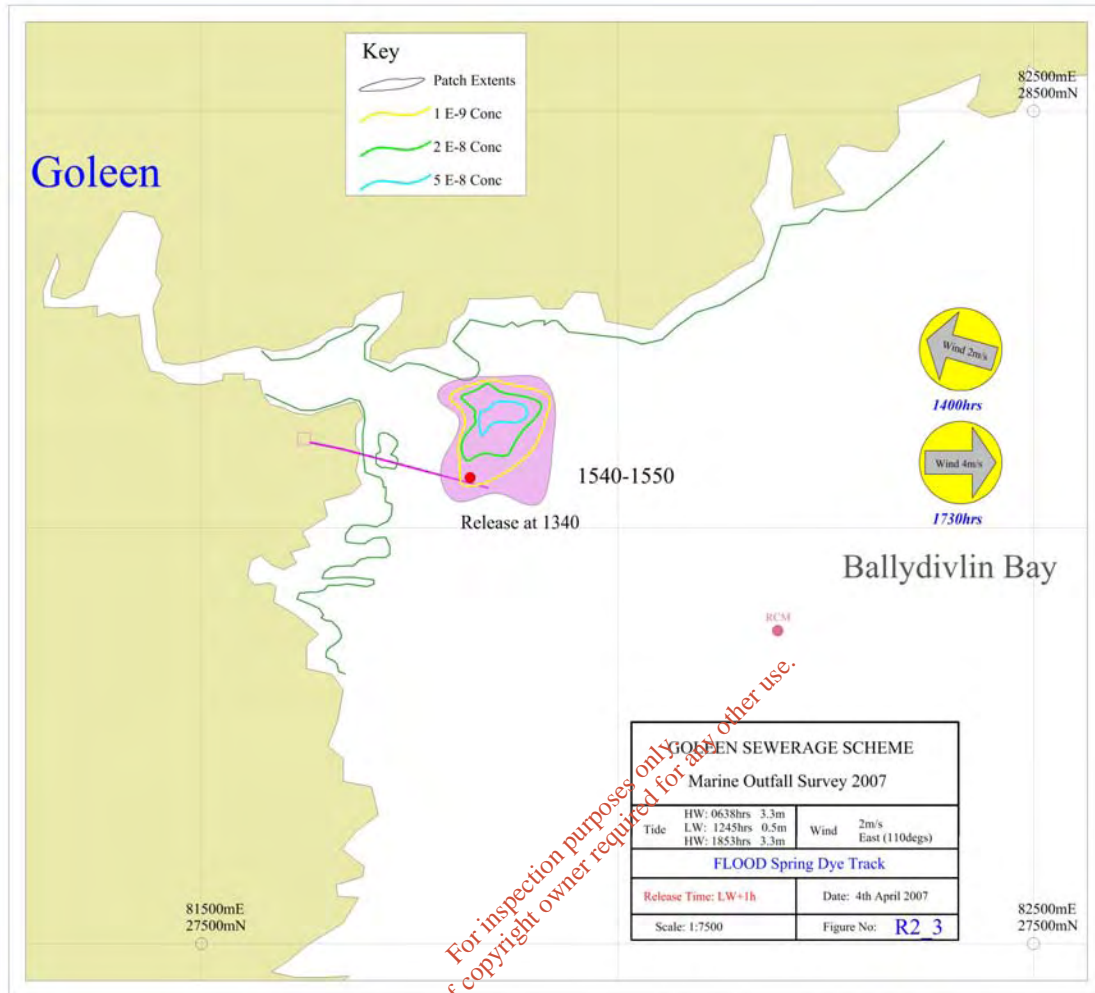 Key
Patch Extents
1 E-9 Conc
2 E-8 Conc
5 E-8 Conc
82500mE
28500mN
Goleen
Wind 2m/s
1400hrs
Wind 4m/s
1730hrs
1540-1550
Release at 1340
Ballydivlin Bay
RCM
For inspection purposes only.
f copyright owner required for any other use.
GOLEEN SEWERAGE SCHEME
Marine Outfall Survey 2007
Tide
HW: 0638hrs 3.3m
LW: 1245hrs 0.5m
HW: 1853hrs 3.3m
Wind
2m/s
East (110degs)
FLOOD Spring Dye Track
Release Time: LW+1h
Date: 4th April 2007
Scale: 1:7500
Figure No: R2_3
81500mE
27500mN
82500mE
27500mN